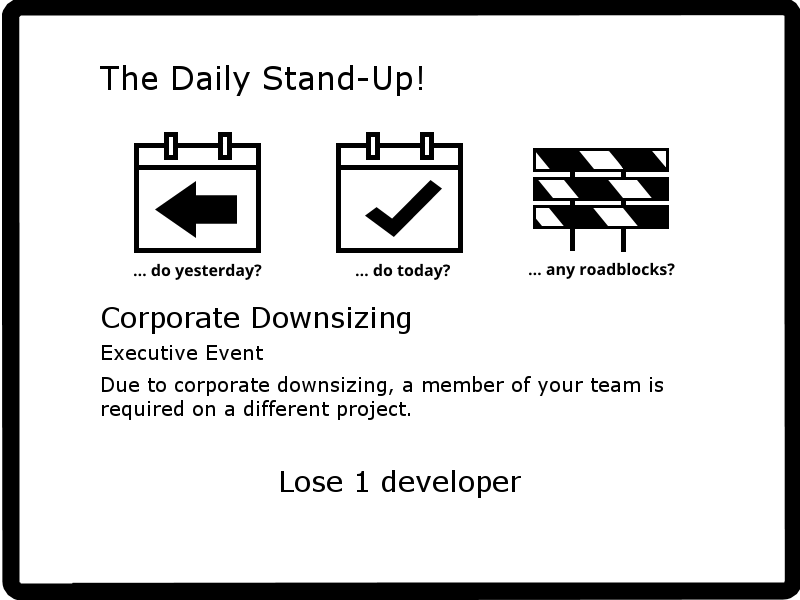 The Daily Stand-Up!
... do yesterday?
... do today?
... any roadblocks?
Corporate Downsizing
Executive Event
Due to corporate downsizing, a member of your team is
required on a different project.
Lose 1 developer